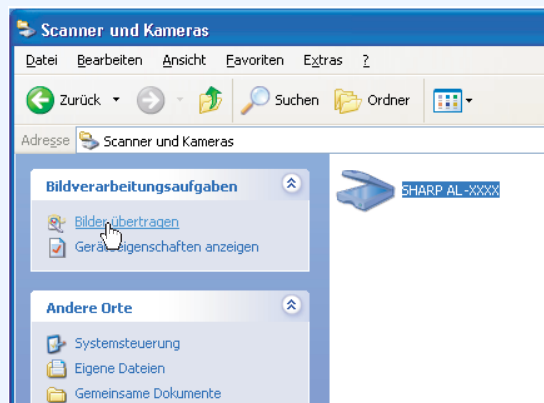 Scanner und Kameras
Datei Bearbeiten Ansicht Favoriten Extras ?
Zurück Suchen Ordner
Adresse Scanner und Kameras
Bildverarbeitungsaufgaben
SHARP AL-XXXX
Bilder übertragen
Geräteeigenschaften anzeigen
Andere Orte
Systemsteuerung
Eigene Dateien
Gemeinsame Dokumente